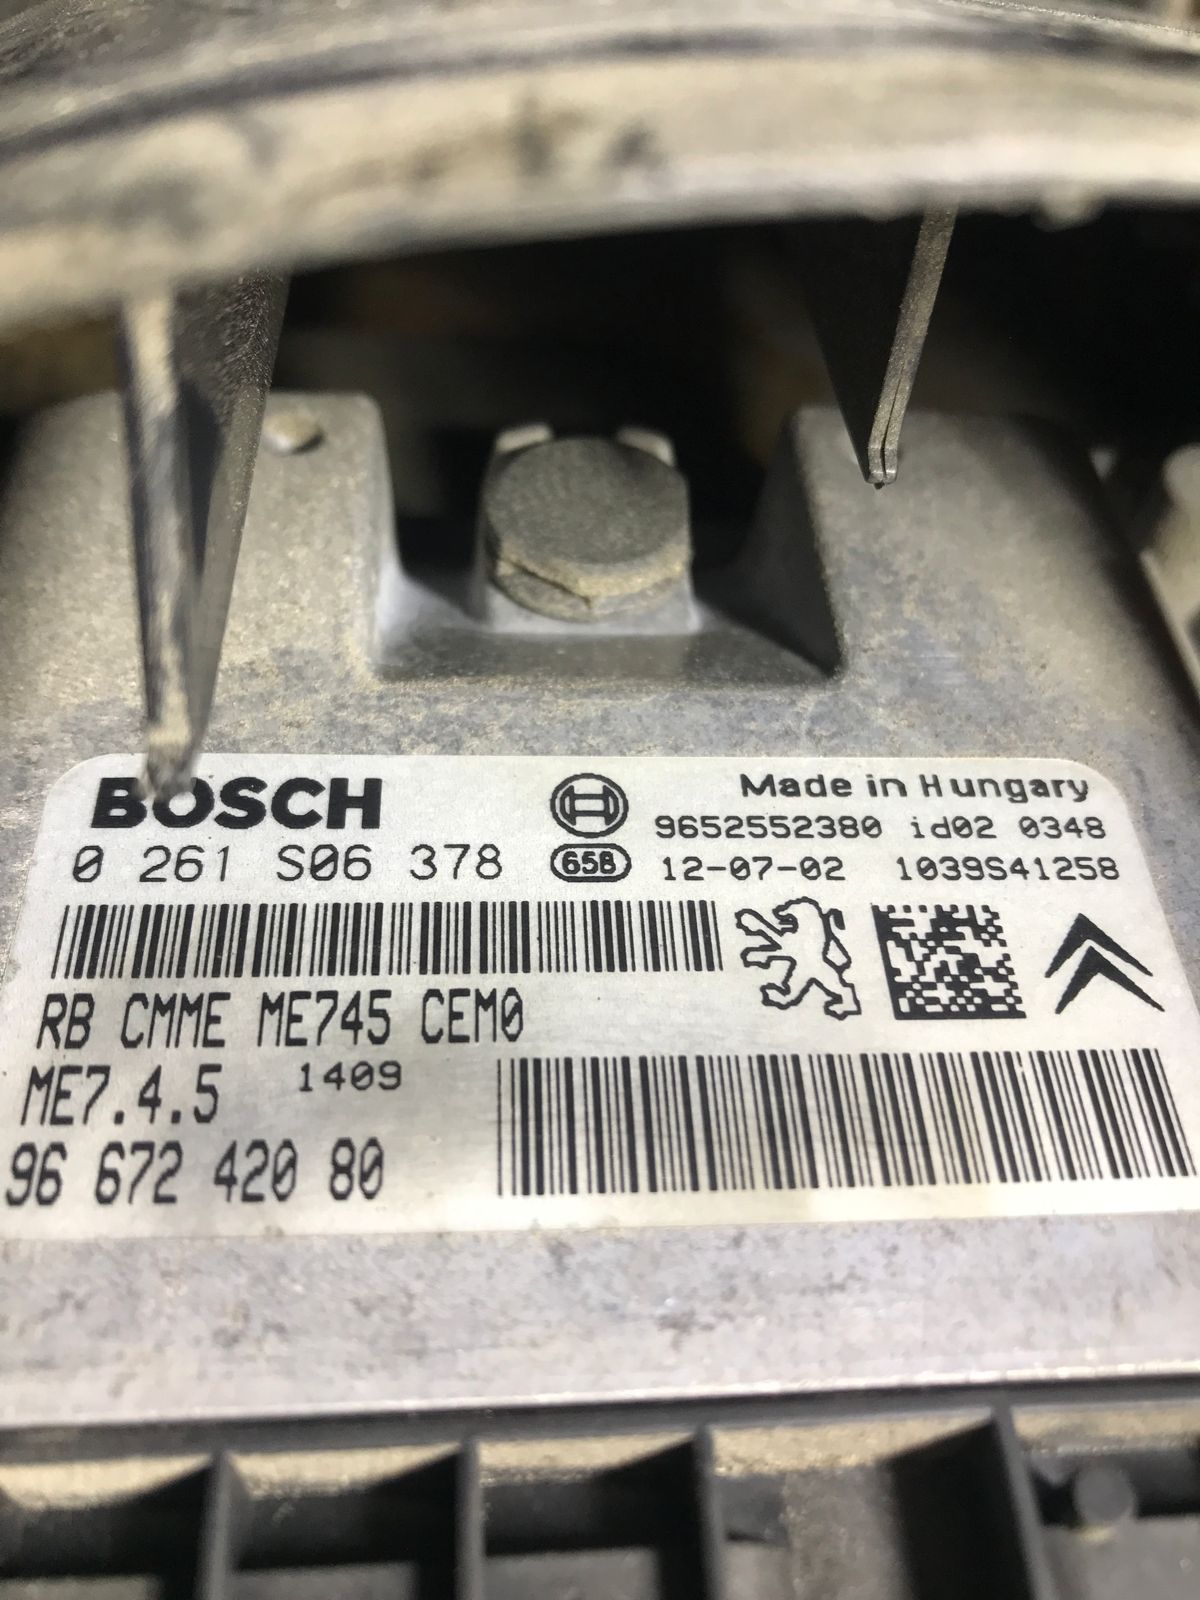 BOSCH
Made in Hungary
9652552380 id02 0348
0 261 S06 378
658
12-07-02 1039S41258
RB CMME ME745 CEM0
ME7.4.5 1409
96 672 420 80